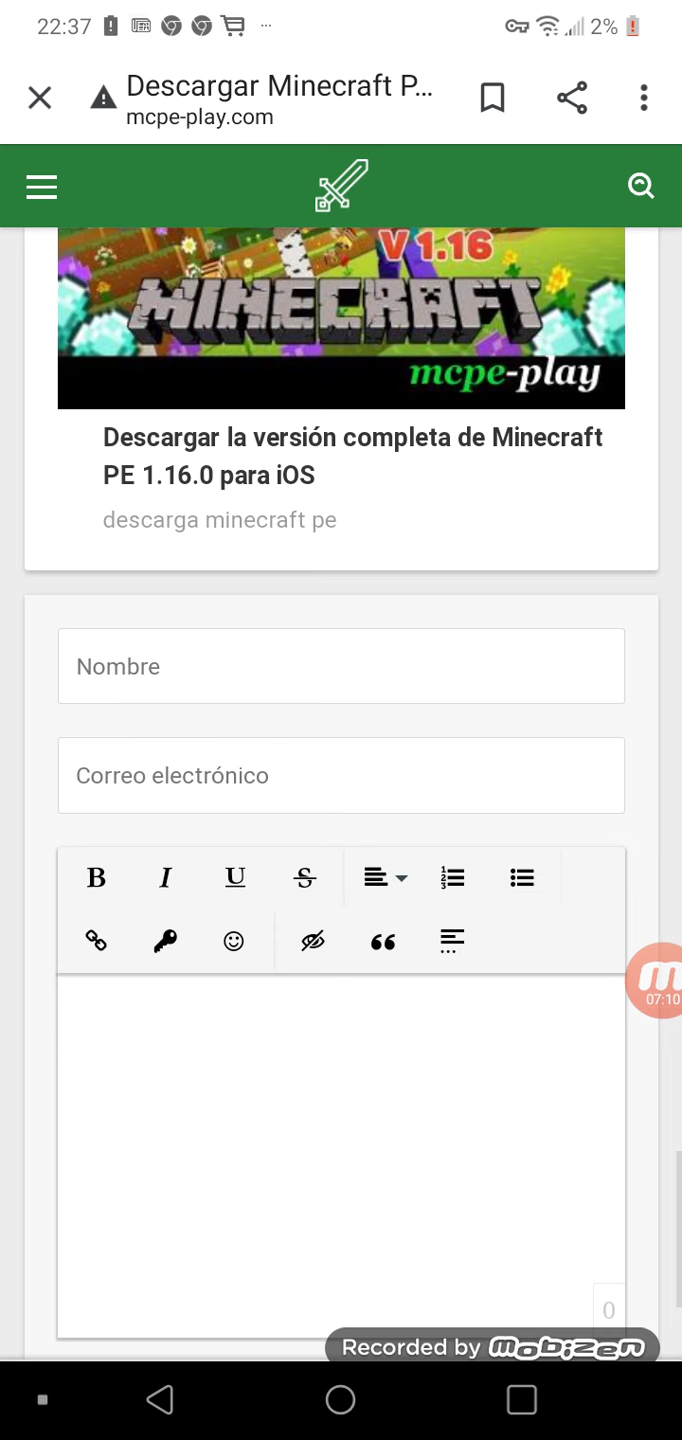 22:37
2%
Descargar Minecraft P...
mcpe-play.com
V 1.16
MINECRAFT
mcpe-play
Descargar la versión completa de Minecraft
PE 1.16.0 para iOS
descarga minecraft pe
Nombre
Correo electrónico
B I U S
07:10
0
Recorded by mobizen